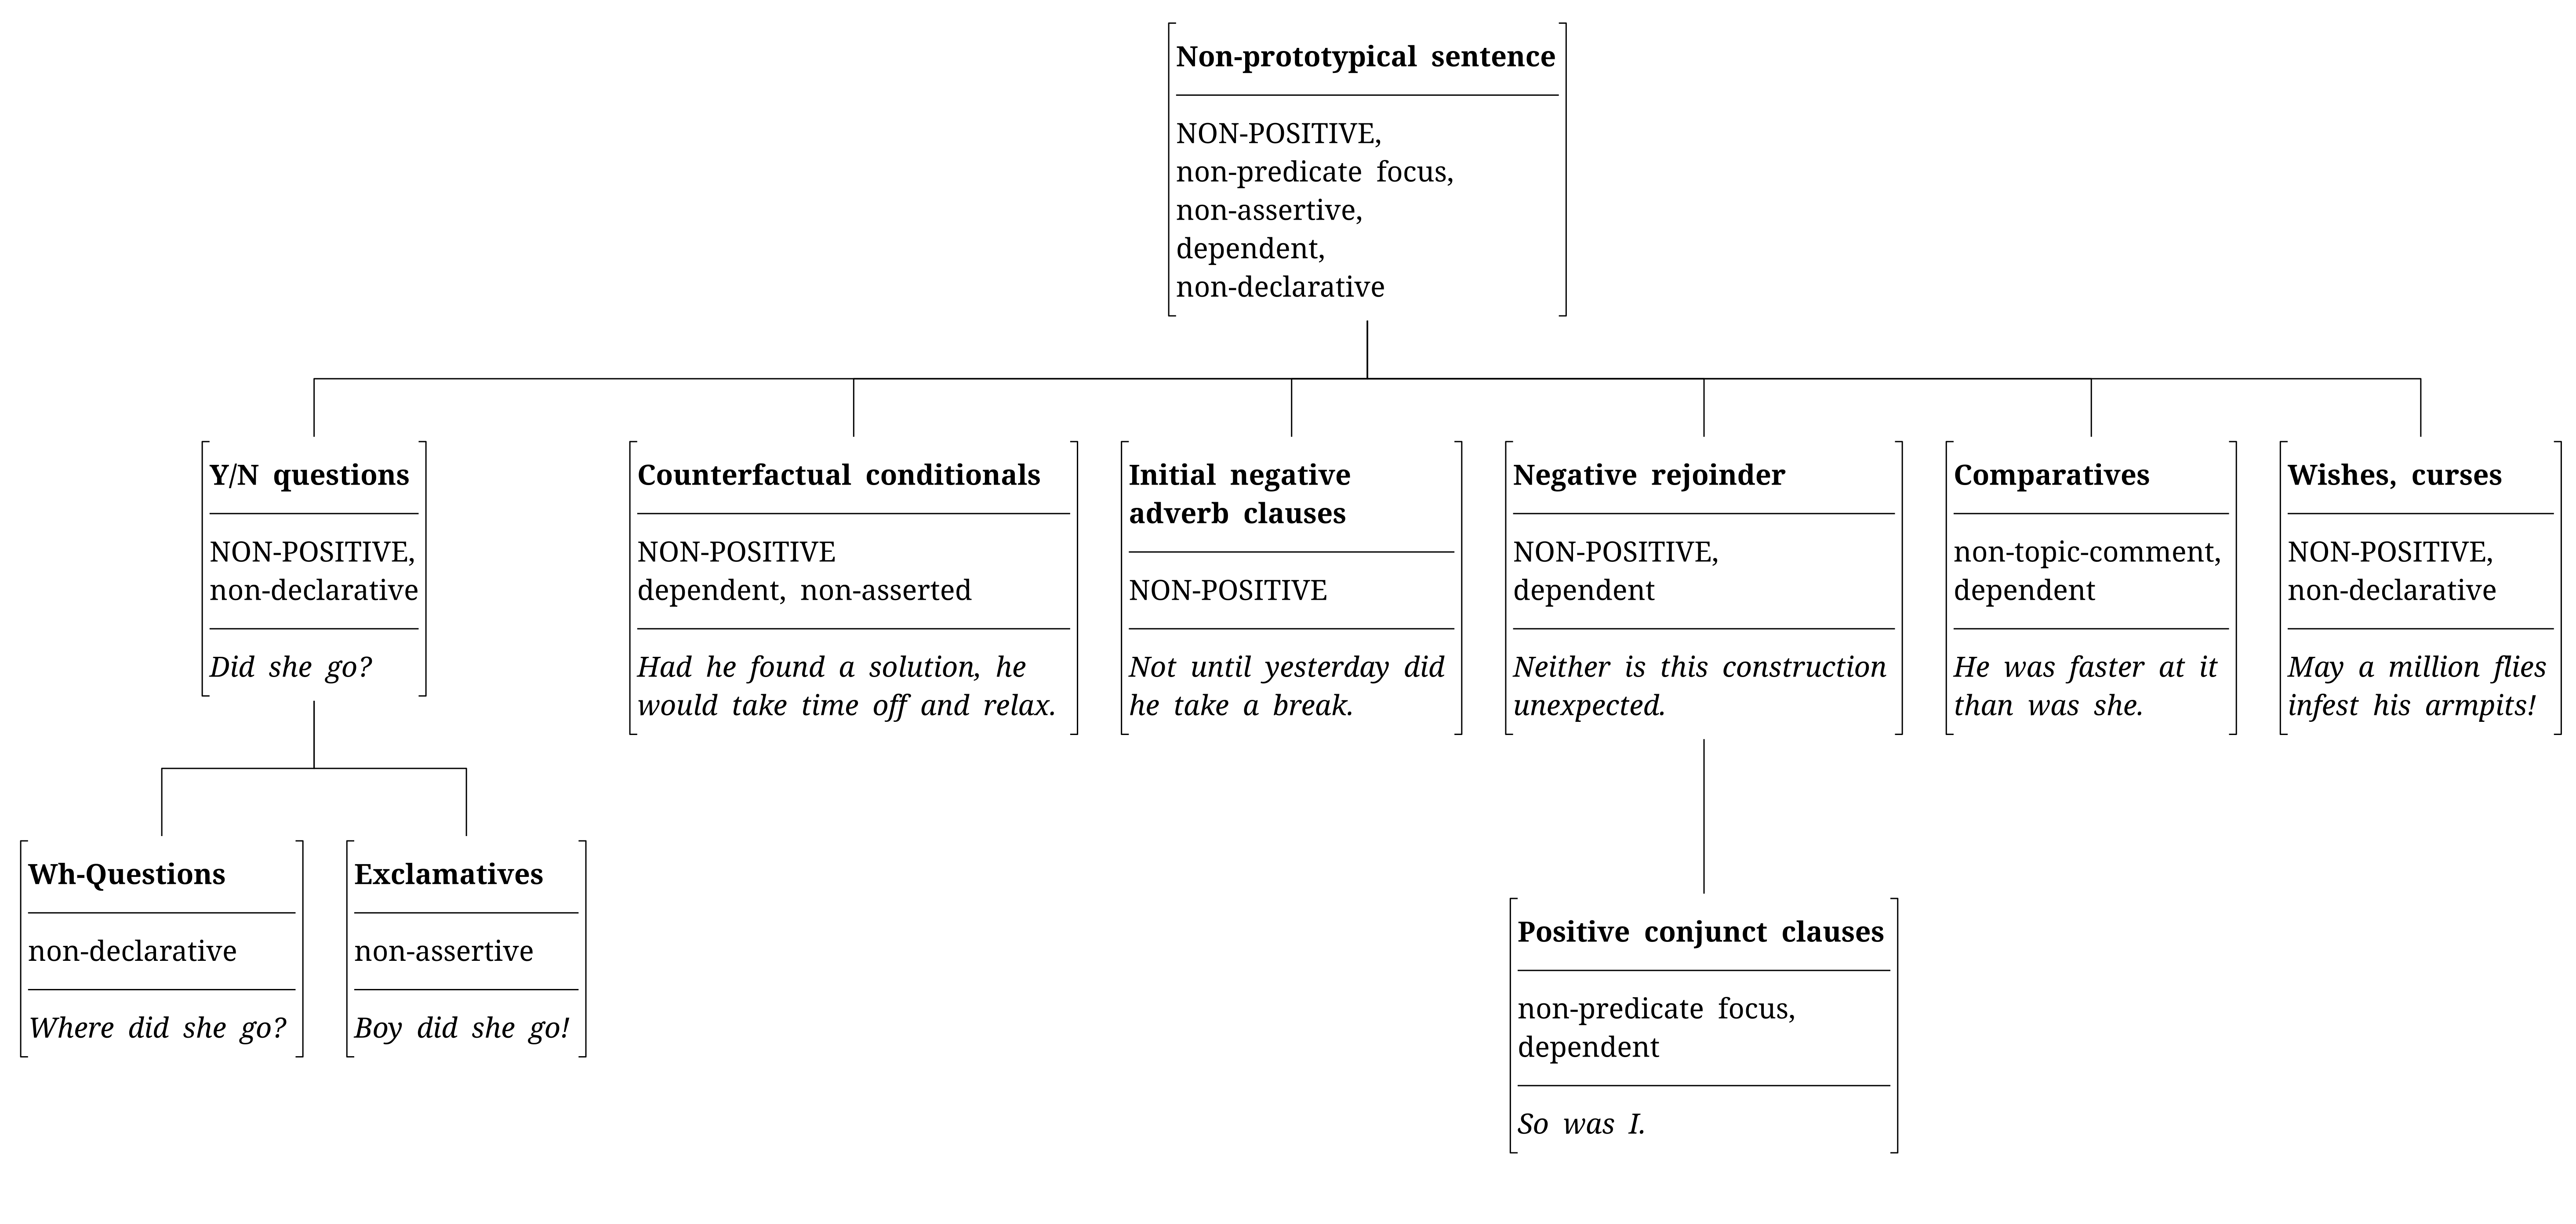 Non-prototypical sentence
NON-POSITIVE,
non-predicate focus,
non-assertive,
dependent,
non-declarative
Y/N questions
NON-POSITIVE,
non-declarative
Did she go?
Counterfactual conditionals
NON-POSITIVE
dependent, non-asserted
Had he found a solution, he
would take time off and relax.
Initial negative
adverb clauses
NON-POSITIVE
Not until yesterday did
he take a break.
Negative rejoinder
NON-POSITIVE,
dependent
Neither is this construction
unexpected.
Comparatives
non-topic-comment,
dependent
He was faster at it
than was she.
Wishes, curses
NON-POSITIVE,
non-declarative
May a million flies
infest his armpits!
Wh-Questions
non-declarative
Where did she go?
Exclamatives
non-assertive
Boy did she go!
Positive conjunct clauses
non-predicate focus,
dependent
So was I.